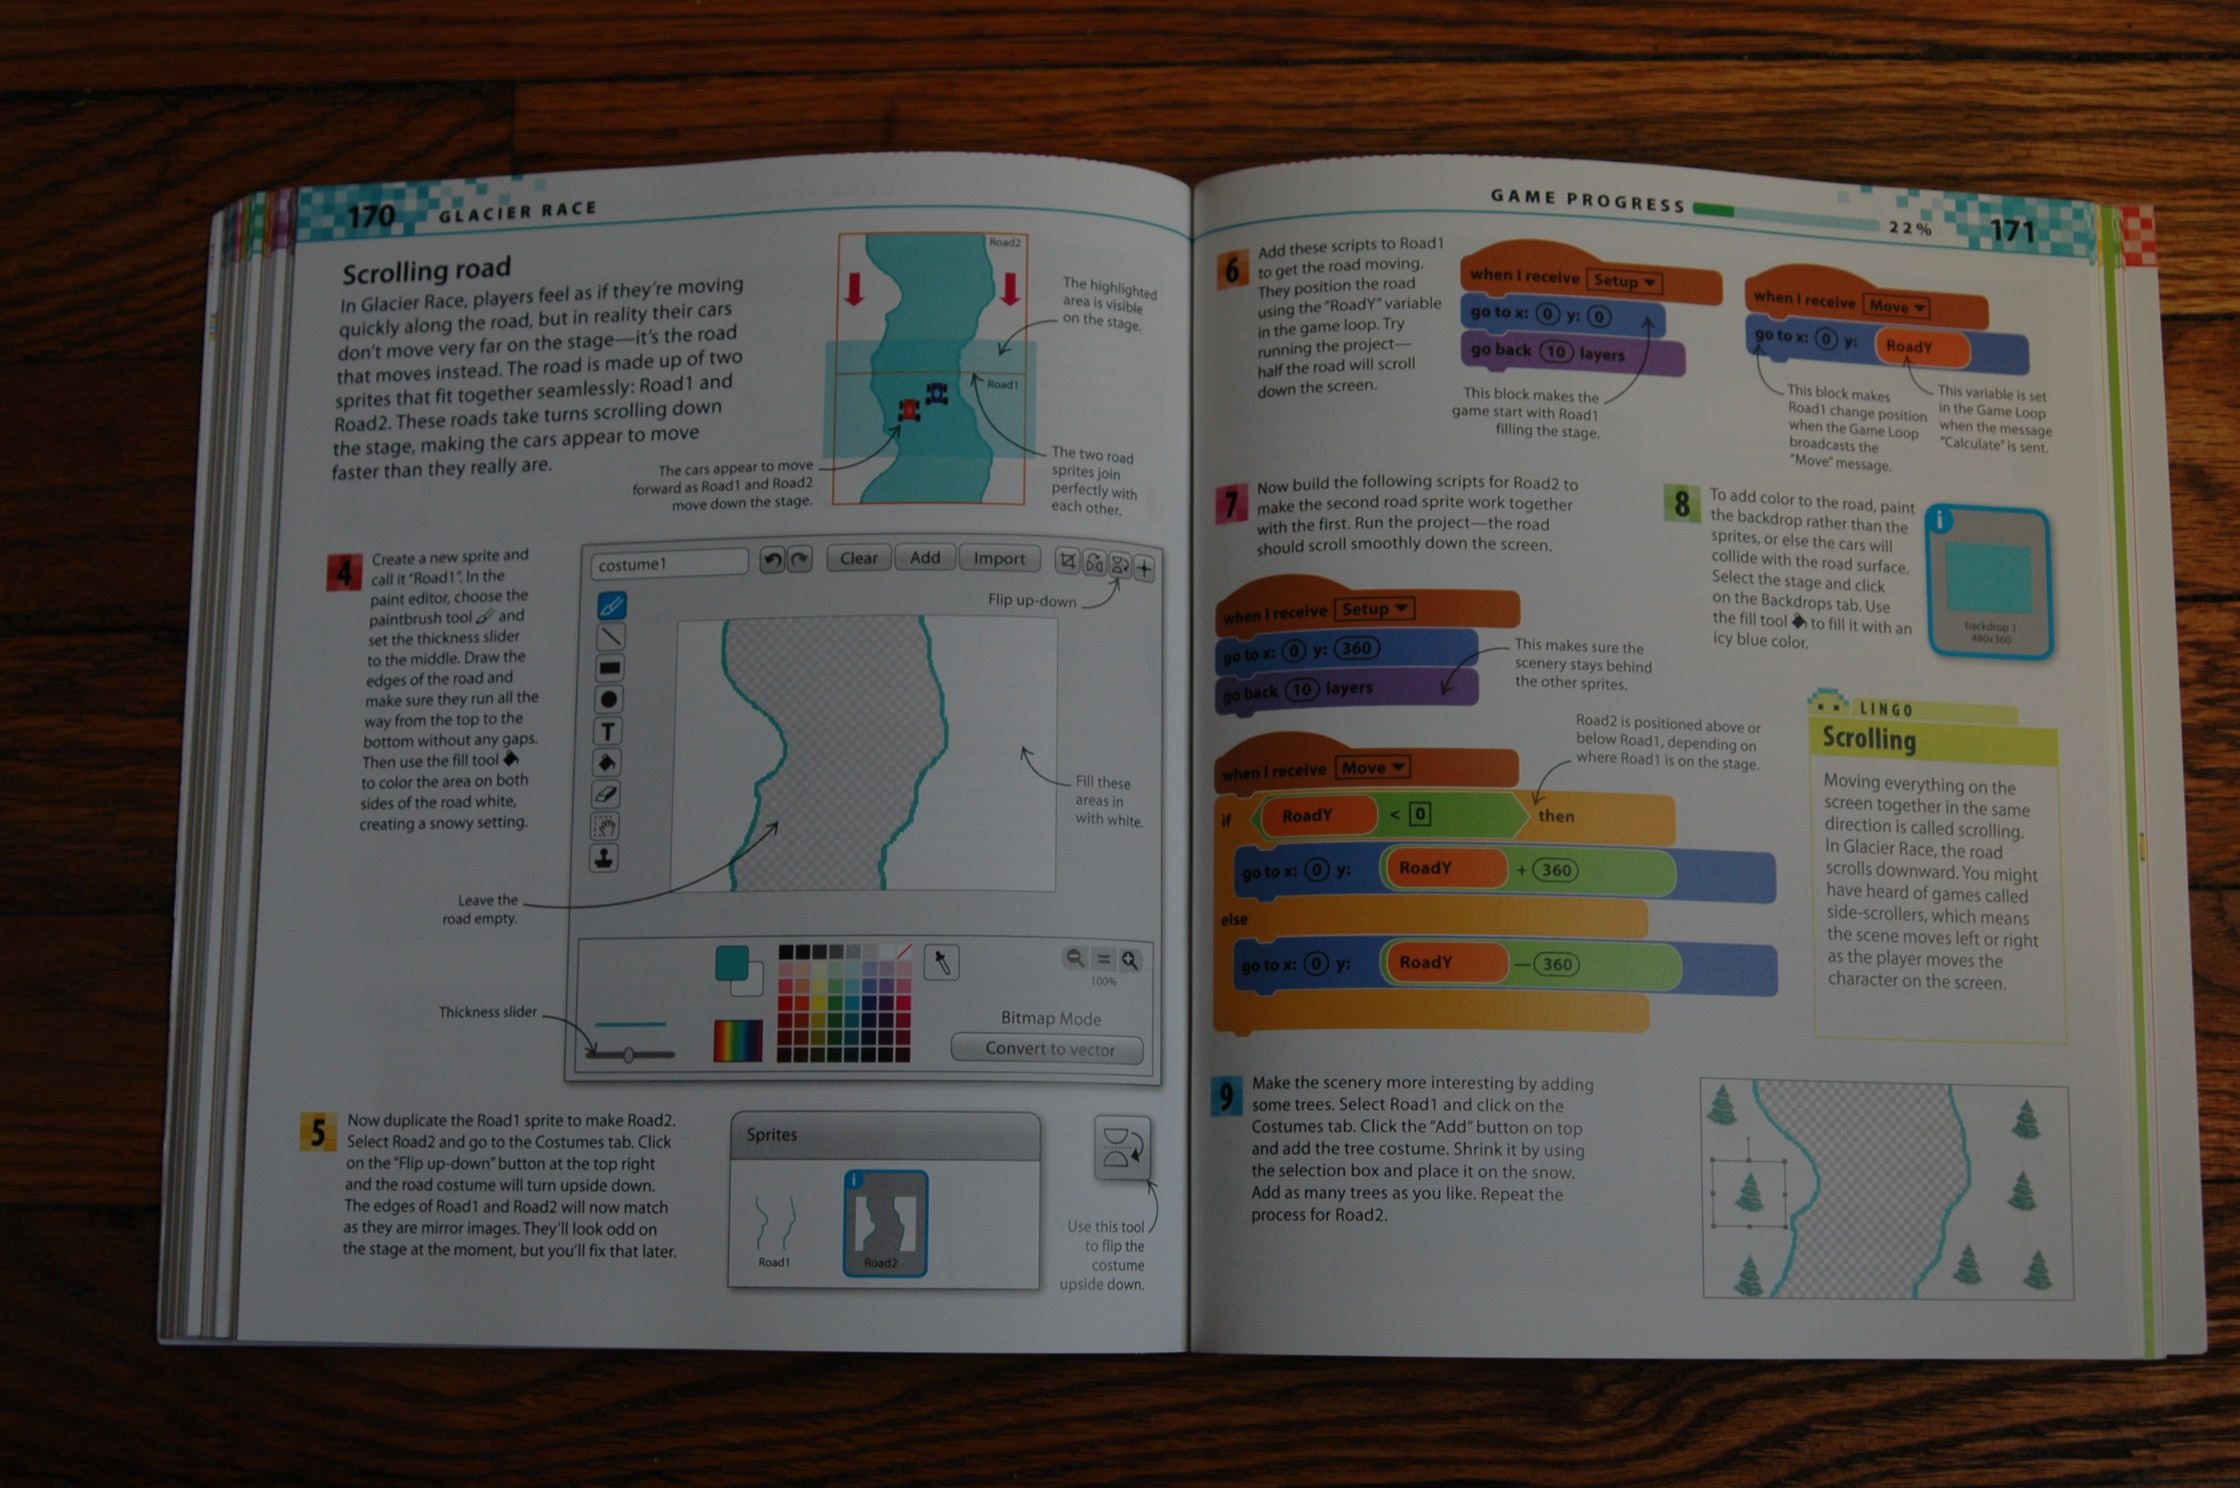 170 GLACIER RACE
Scrolling road
In Glacier Race, players feel as if they're moving
quickly along the road, but in reality their cars
don't move very far on the stage—it's the road
that moves instead. The road is made up of two
sprites that fit together seamlessly: Road1 and
Road2. These roads take turns scrolling down
the stage, making the cars appear to move
faster than they really are.
Road2
Road1
The highlighted
area is visible
on the stage.
The cars appear to move
forward as Road1 and Road2
move down the stage.
The two road
sprites join
perfectly with
each other.
4
Create a new sprite and
call it "Road1". In the
paint editor, choose the
paintbrush tool and
set the thickness slider
to the middle. Draw the
edges of the road and
make sure they run all the
way from the top to the
bottom without any gaps.
Then use the fill tool
to color the area on both
sides of the road white,
creating a snowy setting.
costume1
Clear
Add
Import
Flip up-down
T
Fill these
areas in
with white.
Leave the
road empty.
Thickness slider
100%
Bitmap Mode
Convert to vector
5
Now duplicate the Road1 sprite to make Road2.
Select Road2 and go to the Costumes tab. Click
on the "Flip up-down" button at the top right
and the road costume will turn upside down.
The edges of Road1 and Road2 will now match
as they are mirror images. They'll look odd on
the stage at the moment, but you'll fix that later.
Sprites
Road1
i
Road2
Use this tool
to flip the
costume
upside down.
GAME PROGRESS 22% 171
6
Add these scripts to Road1
to get the road moving.
They position the road
using the "RoadY" variable
in the game loop. Try
running the project—
half the road will scroll
down the screen.
when I receive Setup
go to x: 0 y: 0
go back 10 layers
This block makes the
game start with Road1
filling the stage.
when I receive Move
go to x: 0 y: RoadY
This block makes
Road1 change position
when the Game Loop
broadcasts the
"Move" message.
This variable is set
in the Game Loop
when the message
"Calculate" is sent.
7
Now build the following scripts for Road2 to
make the second road sprite work together
with the first. Run the project—the road
should scroll smoothly down the screen.
when I receive Setup
go to x: 0 y: 360
go back 10 layers
This makes sure the
scenery stays behind
the other sprites.
Road2 is positioned above or
below Road1, depending on
where Road1 is on the stage.
when I receive Move
if RoadY < 0 then
go to x: 0 y: RoadY + 360
else
go to x: 0 y: RoadY — 360
8
To add color to the road, paint
the backdrop rather than the
sprites, or else the cars will
collide with the road surface.
Select the stage and click
on the Backdrops tab. Use
the fill tool to fill it with an
icy blue color.
i
backdrop 1
480x360
LINGO
Scrolling
Moving everything on the
screen together in the same
direction is called scrolling.
In Glacier Race, the road
scrolls downward. You might
have heard of games called
side-scrollers, which means
the scene moves left or right
as the player moves the
character on the screen.
9
Make the scenery more interesting by adding
some trees. Select Road1 and click on the
Costumes tab. Click the "Add" button on top
and add the tree costume. Shrink it by using
the selection box and place it on the snow.
Add as many trees as you like. Repeat the
process for Road2.